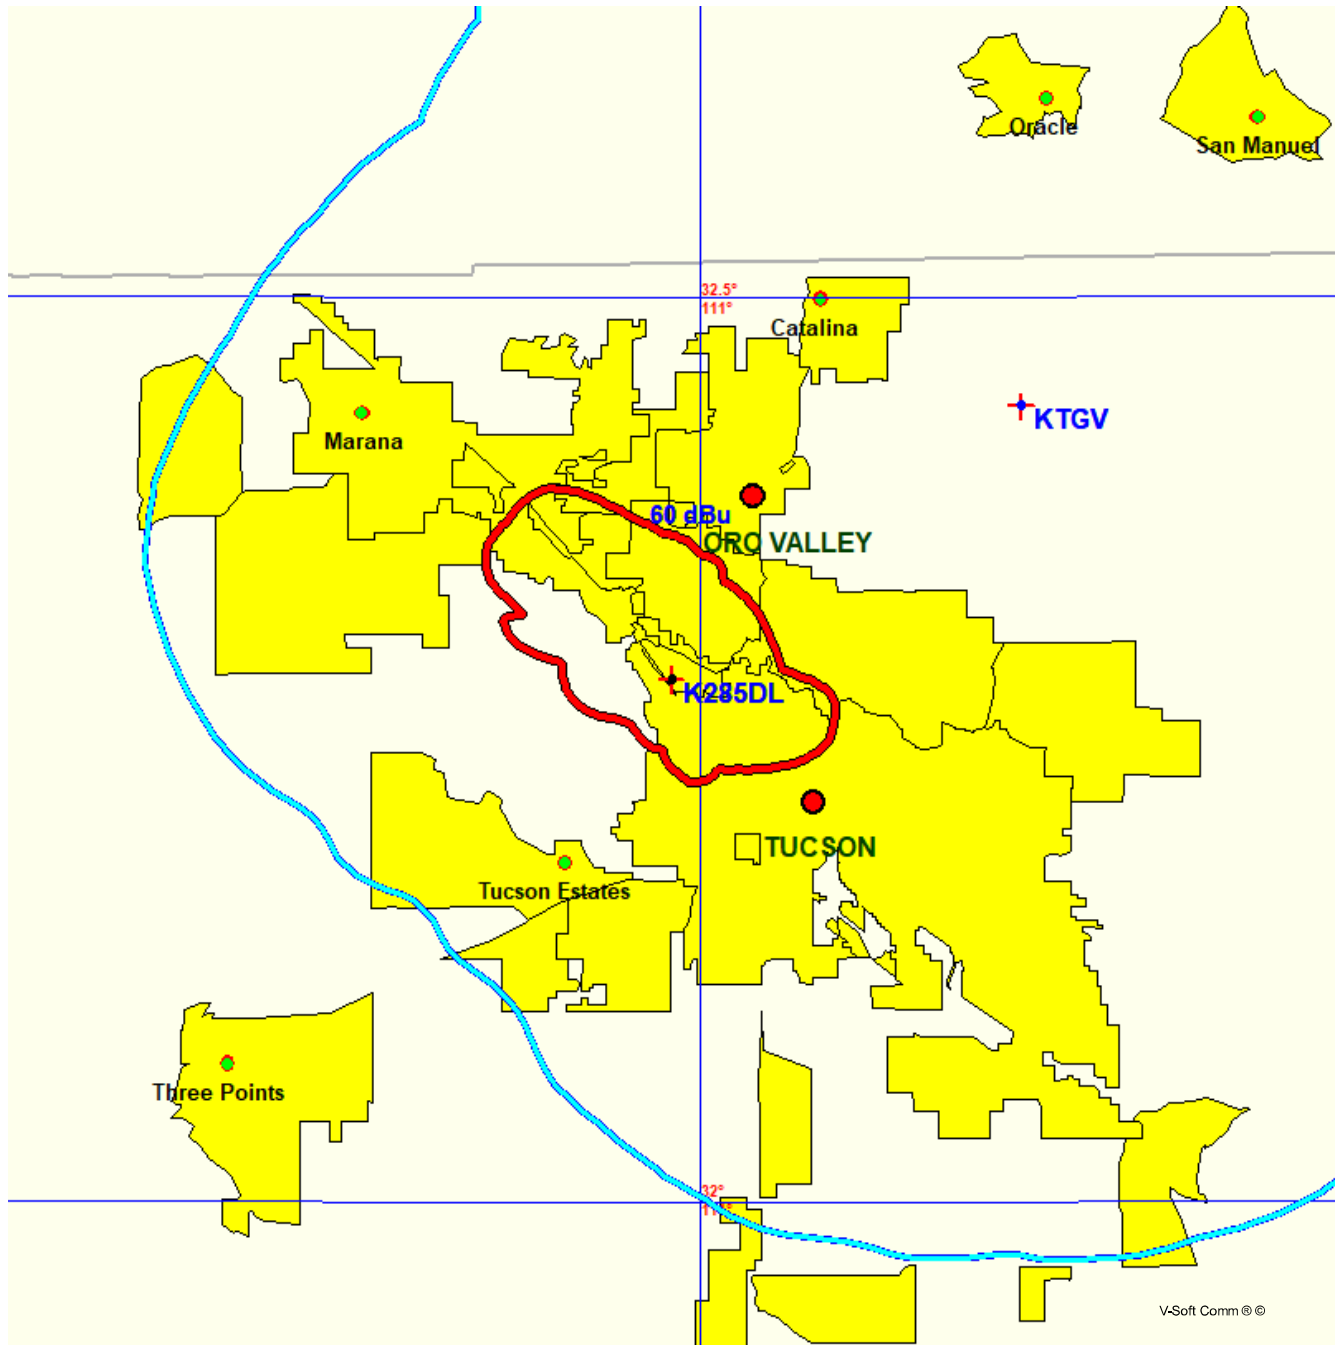 Oracle
San Manuel
32.5°
111°
Catalina
KTGV
Marana
60 dBu
ORO VALLEY
K285DL
TUCSON
Tucson Estates
Three Points
32°
V-Soft Comm ® ©